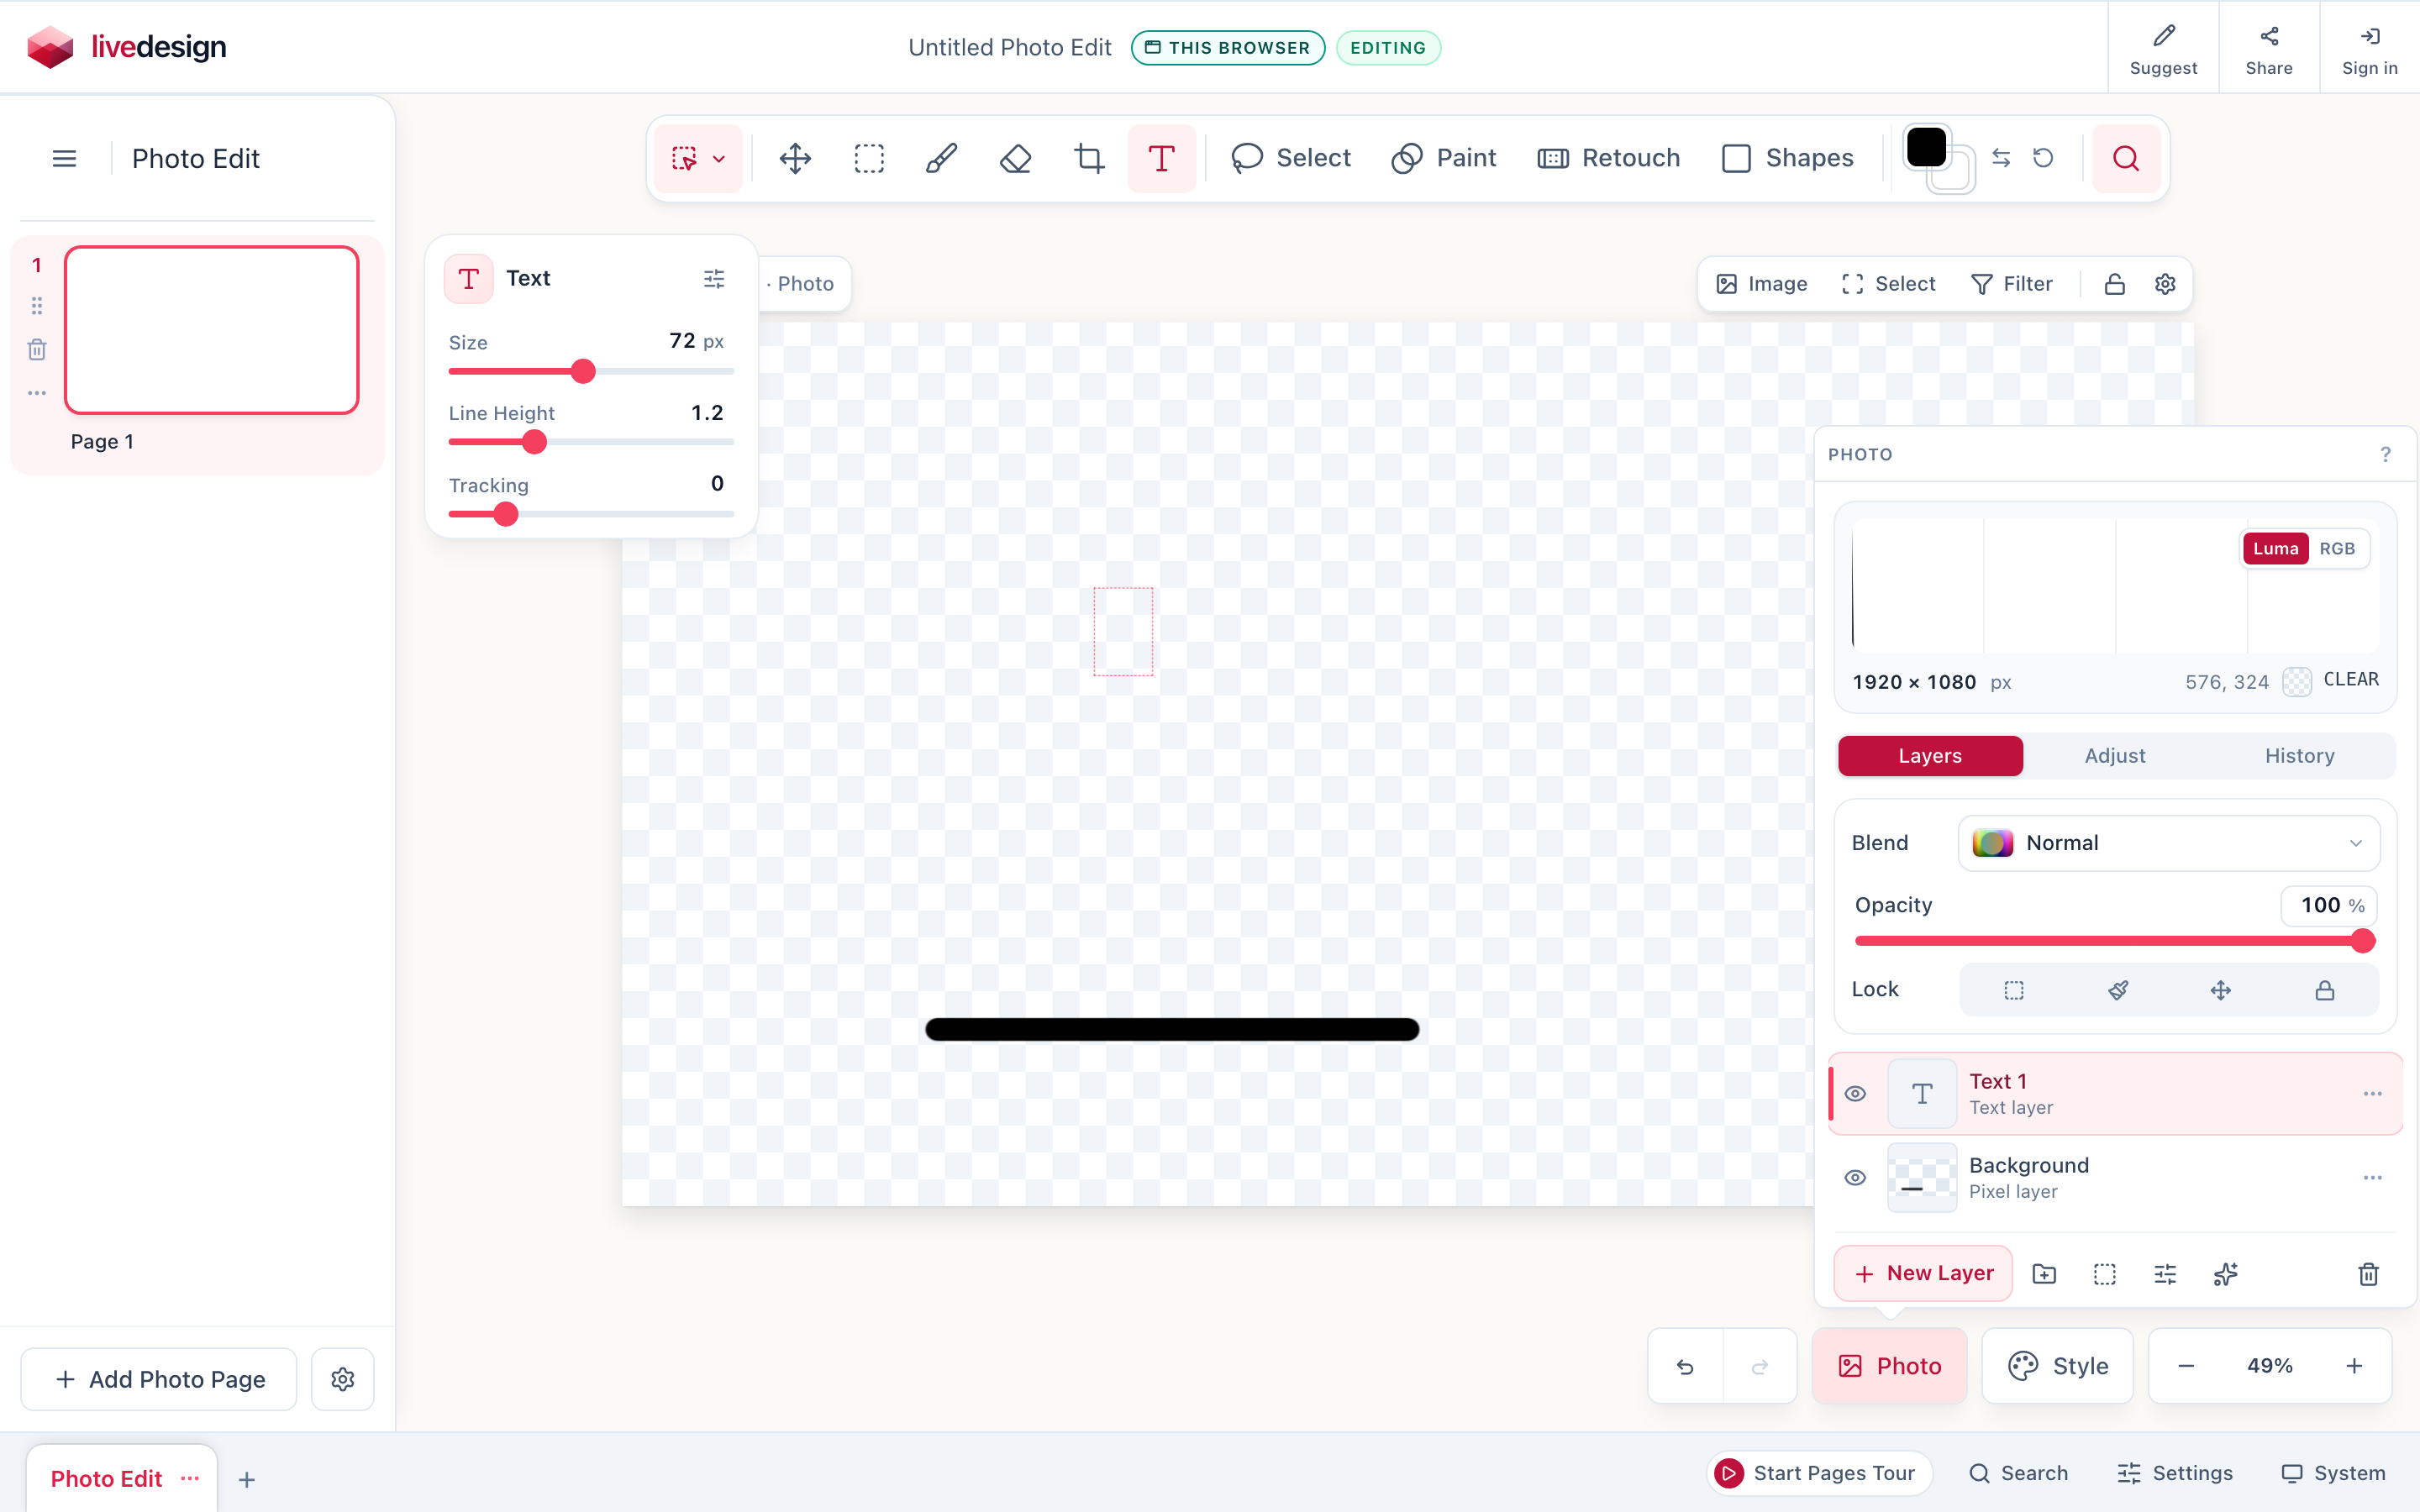 livedesign
Untitled Photo Edit
THIS BROWSER
EDITING
Suggest
Share
Sign in
Photo Edit
Select
Paint
Retouch
Shapes
1
Page 1
Text
Size
72 px
Line Height
1.2
Tracking
0
· Photo
Image
Select
Filter
PHOTO
?
Luma
RGB
1920 × 1080 px
576, 324
CLEAR
Layers
Adjust
History
Blend
Normal
Opacity
100 %
Lock
Text 1
Text layer
Background
Pixel layer
New Layer
Add Photo Page
Photo
Style
49%
Photo Edit
Start Pages Tour
Search
Settings
System